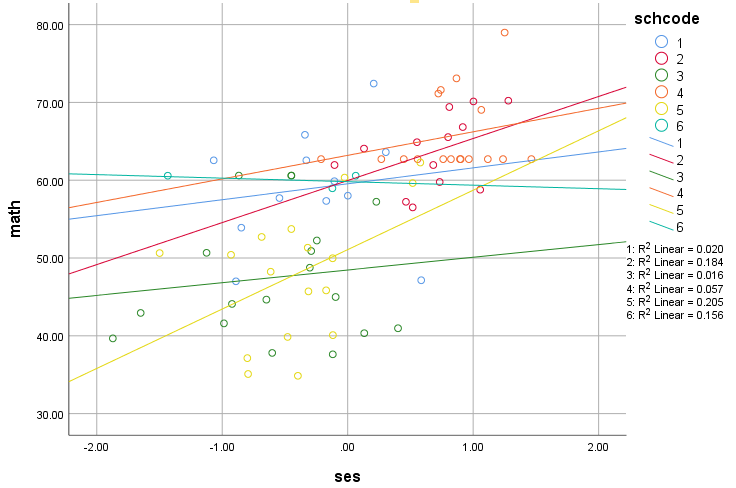 80.00
70.00
60.00
50.00
40.00
30.00
math
-2.00
-1.00
.00
1.00
2.00
ses
schcode
1
2
3
4
5
6
1
2
3
4
5
6
1: R² Linear = 0.020
2: R² Linear = 0.184
3: R² Linear = 0.016
4: R² Linear = 0.057
5: R² Linear = 0.205
6: R² Linear = 0.156